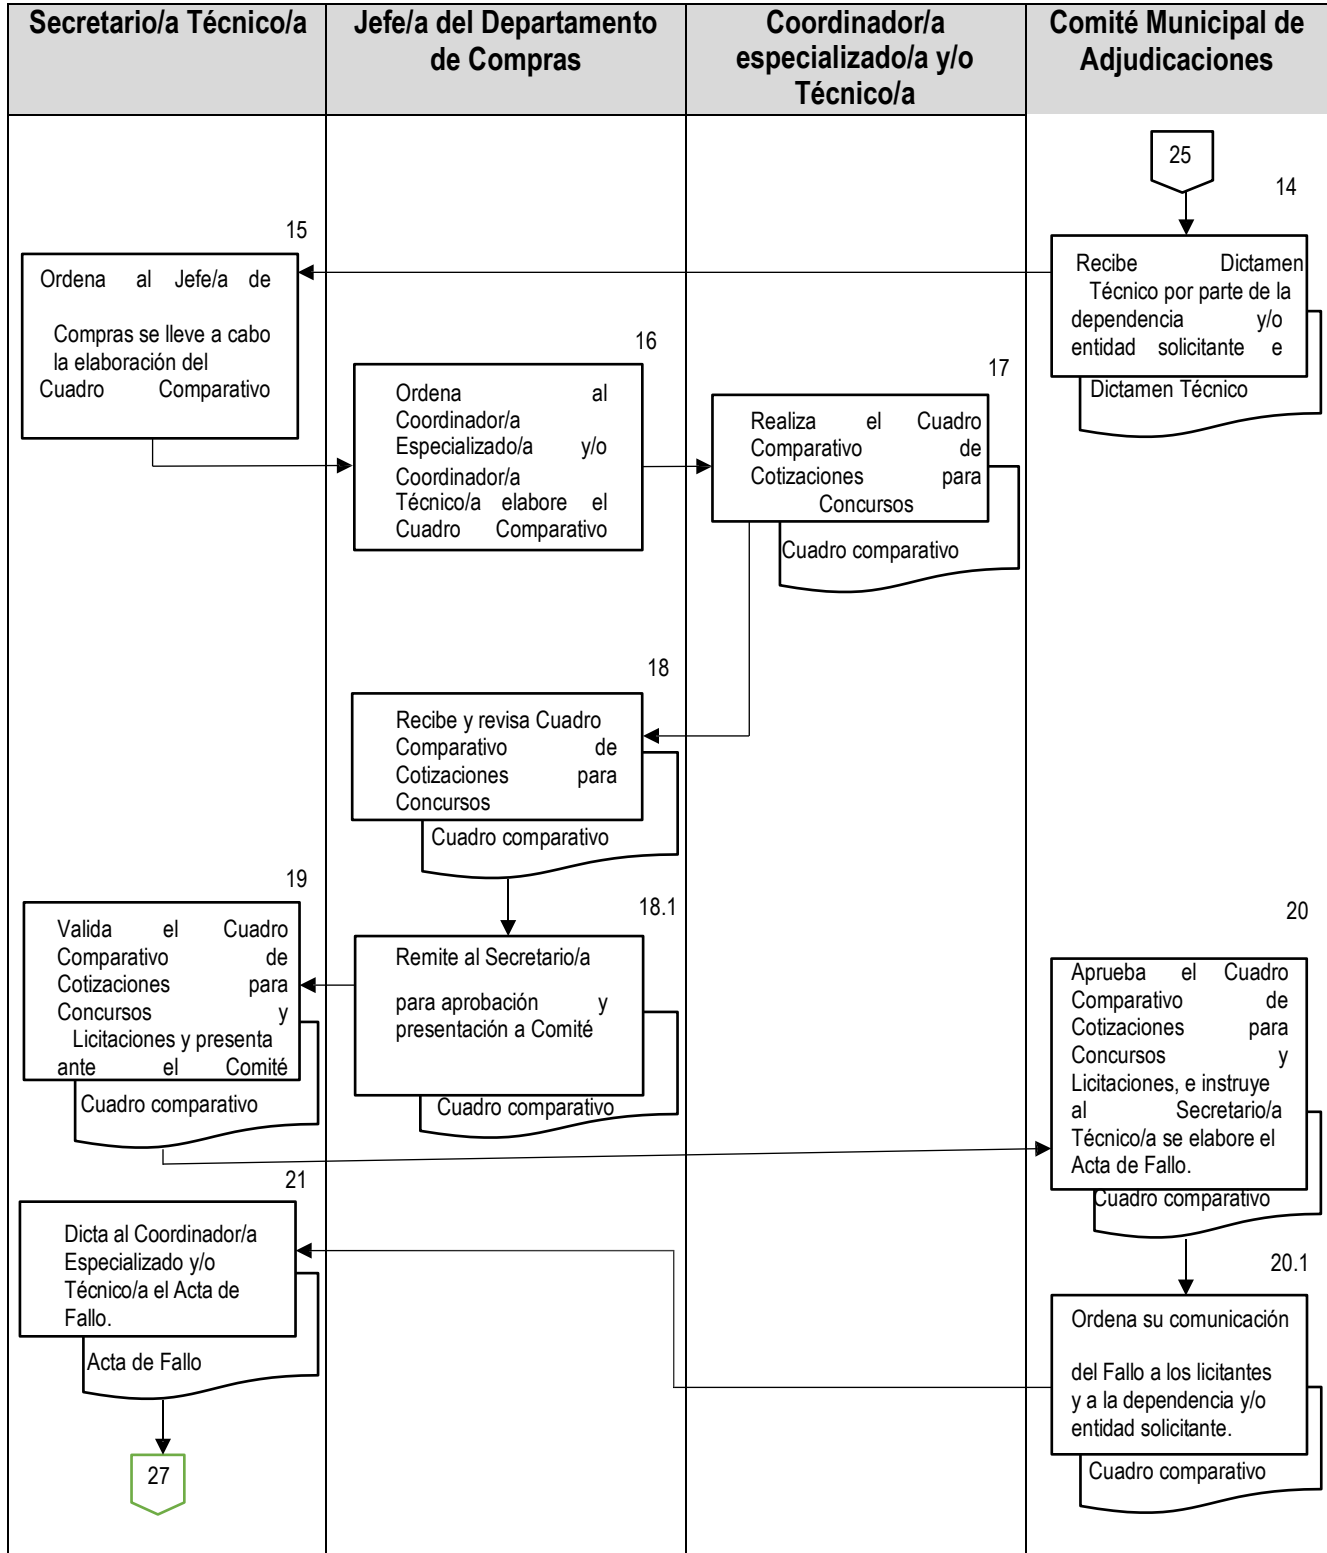 Secretario/a Técnico/a
Jefe/a del Departamento
de Compras
Coordinador/a
especializado/a y/o
Técnico/a
Comité Municipal de
Adjudicaciones
25
14
Recibe Dictamen
Técnico por parte de la
dependencia y/o
entidad solicitante e
Dictamen Técnico
15
Ordena al Jefe/a de
Compras se lleve a cabo
la elaboración del
Cuadro Comparativo
16
Ordena al
Coordinador/a
Especializado/a y/o
Coordinador/a
Técnico/a elabore el
Cuadro Comparativo
17
Realiza el Cuadro
Comparativo de
Cotizaciones para
Concursos
Cuadro comparativo
18
Recibe y revisa Cuadro
Comparativo de
Cotizaciones para
Concursos
Cuadro comparativo
18.1
Remite al Secretario/a
para aprobación y
presentación a Comité
Cuadro comparativo
19
Valida el Cuadro
Comparativo de
Cotizaciones para
Concursos y
Licitaciones y presenta
ante el Comité
Cuadro comparativo
20
Aprueba el Cuadro
Comparativo de
Cotizaciones para
Concursos y
Licitaciones, e instruye
al Secretario/a
Técnico/a se elabore el
Acta de Fallo.
Cuadro comparativo
20.1
Ordena su comunicación
del Fallo a los licitantes
y a la dependencia y/o
entidad solicitante.
Cuadro comparativo
21
Dicta al Coordinador/a
Especializado y/o
Técnico/a el Acta de
Fallo.
Acta de Fallo
27